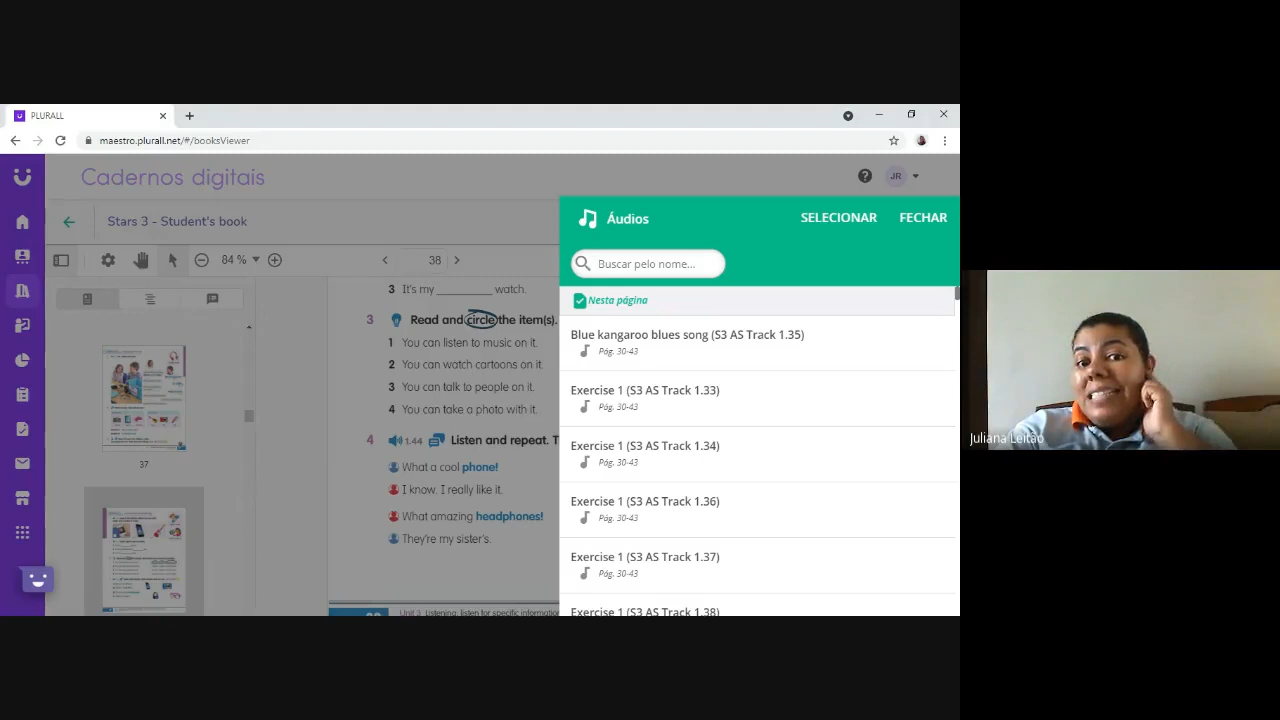 PLURALL
maestro.plurall.net/#/booksViewer
Cadernos digitais
JR
Stars 3 - Student's book
84 %
38
Áudios
SELECIONAR
FECHAR
Buscar pelo nome...
Nesta página
Blue kangaroo blues song (S3 AS Track 1.35)
Pág. 30-43
Exercise 1 (S3 AS Track 1.33)
Pág. 30-43
Exercise 1 (S3 AS Track 1.34)
Pág. 30-43
Exercise 1 (S3 AS Track 1.36)
Pág. 30-43
Exercise 1 (S3 AS Track 1.37)
Pág. 30-43
Exercise 1 (S3 AS Track 1.38)
3 It's my __________ watch.
3 Read and circle the item(s).
1 You can listen to music on it.
2 You can watch cartoons on it.
3 You can talk to people on it.
4 You can take a photo with it.
4 1.44 Listen and repeat. T
What a cool phone!
I know. I really like it.
What amazing headphones!
They're my sister's.
Unit 3 Listening: listen for specific information
37
Juliana Leitão